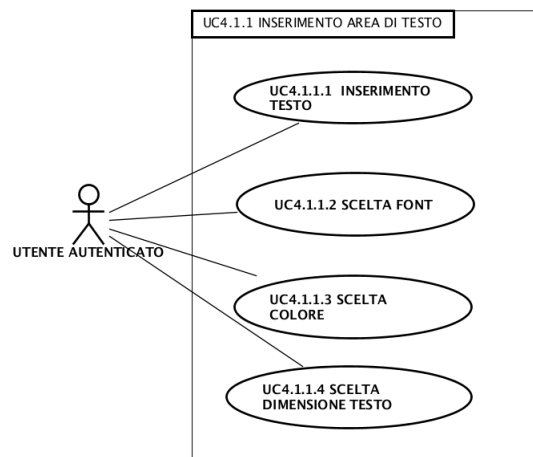 UC4.1.1 INSERIMENTO AREA DI TESTO
UC4.1.1.1 INSERIMENTO
TESTO
UC4.1.1.2 SCELTA FONT
UTENTE AUTENTICATO
UC4.1.1.3 SCELTA
COLORE
UC4.1.1.4 SCELTA
DIMENSIONE TESTO